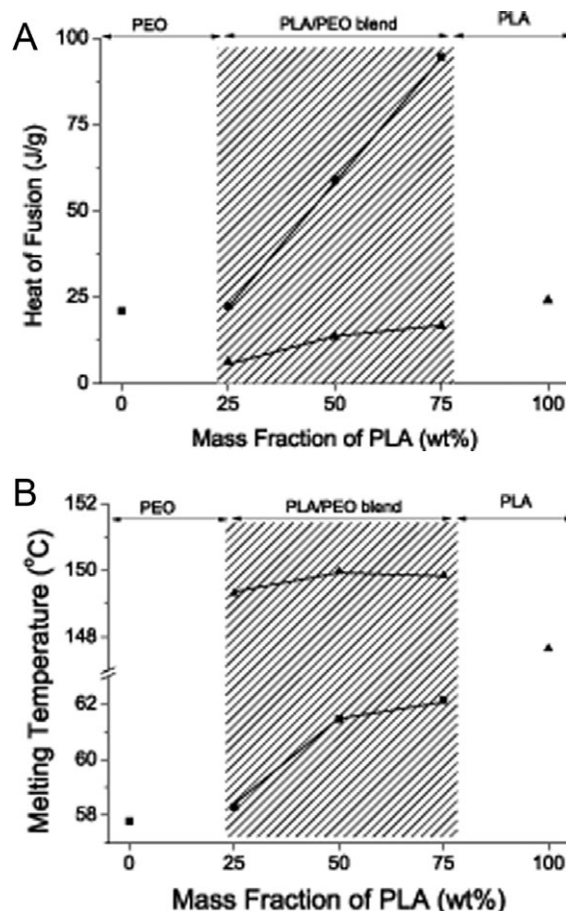 A
PEO PLA/PEO blend PLA
100
75
50
25
0
Heat of Fusion (J/g)
0 25 50 75 100
Mass Fraction of PLA (wt%)
B
PEO PLA/PEO blend PLA
152
150
148
62
60
58
Melting Temperature (°C)
0 25 50 75 100
Mass Fraction of PLA (wt%)